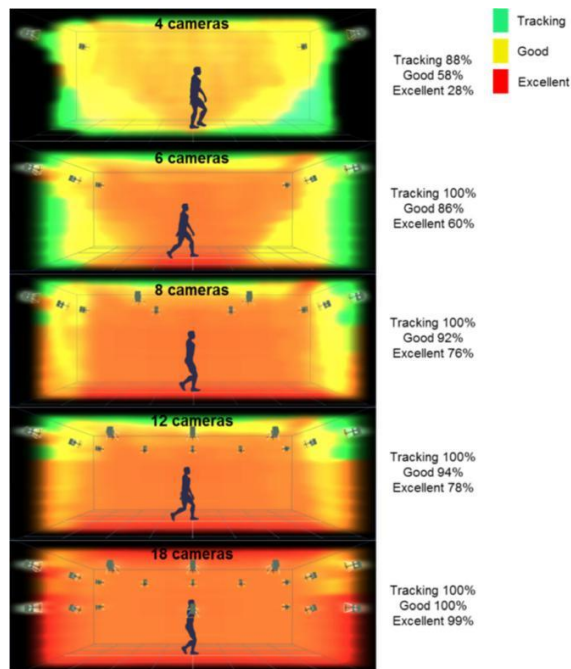 4 cameras
Tracking 88%
Good 58%
Excellent 28%
Tracking
Good
Excellent
6 cameras
Tracking 100%
Good 86%
Excellent 60%
8 cameras
Tracking 100%
Good 92%
Excellent 76%
12 cameras
Tracking 100%
Good 94%
Excellent 78%
18 cameras
Tracking 100%
Good 100%
Excellent 99%